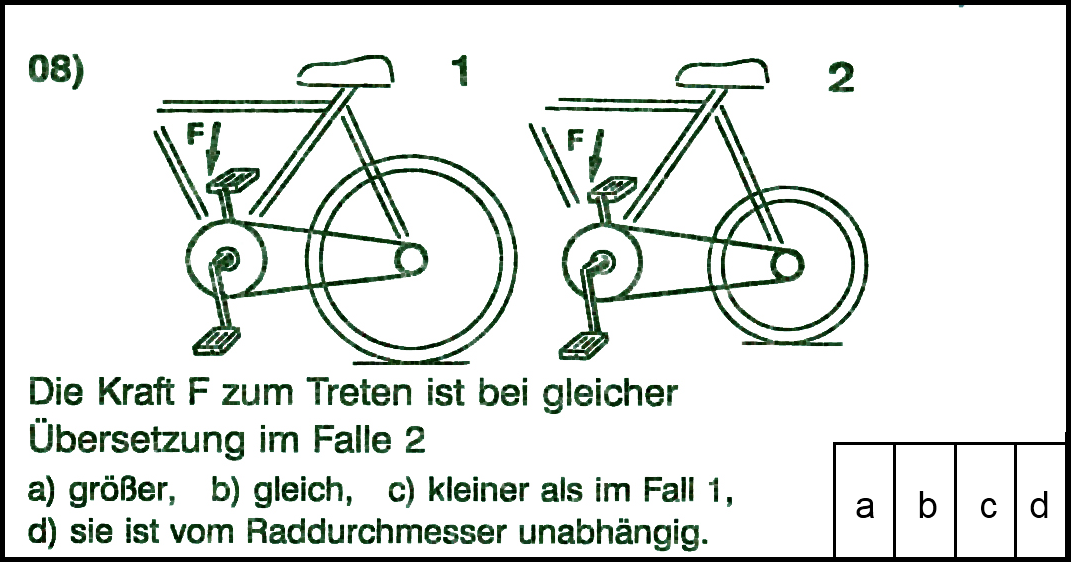 08)
1
2
F
F
Die Kraft F zum Treten ist bei gleicher
Übersetzung im Falle 2
a) größer, b) gleich, c) kleiner als im Fall 1,
d) sie ist vom Raddurchmesser unabhängig.
a b c d